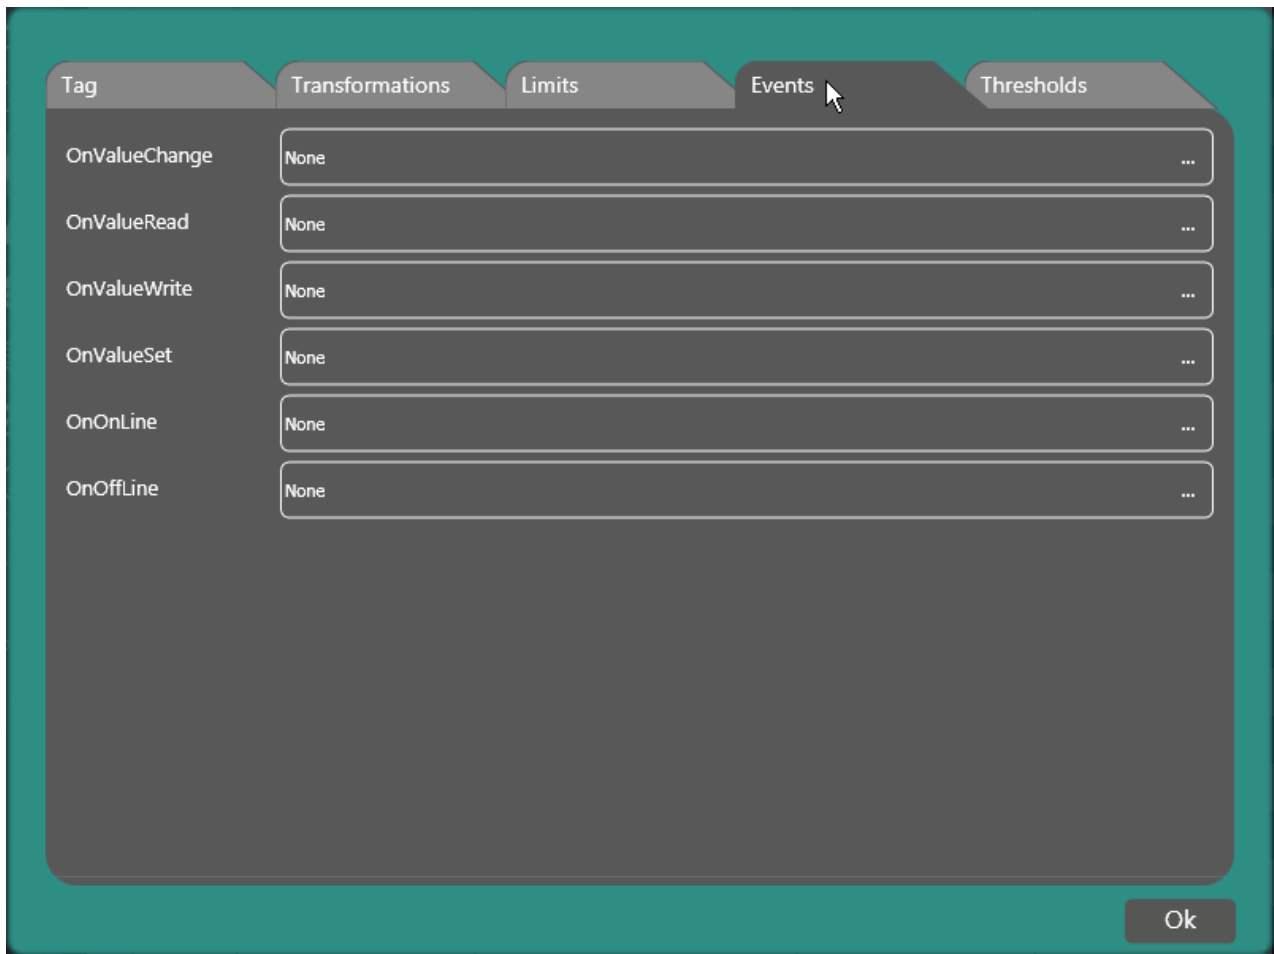 Tag Transformations Limits Events Thresholds
OnValueChange None ...
OnValueRead None ...
OnValueWrite None ...
OnValueSet None ...
OnOnLine None ...
OnOffLine None ...
Ok